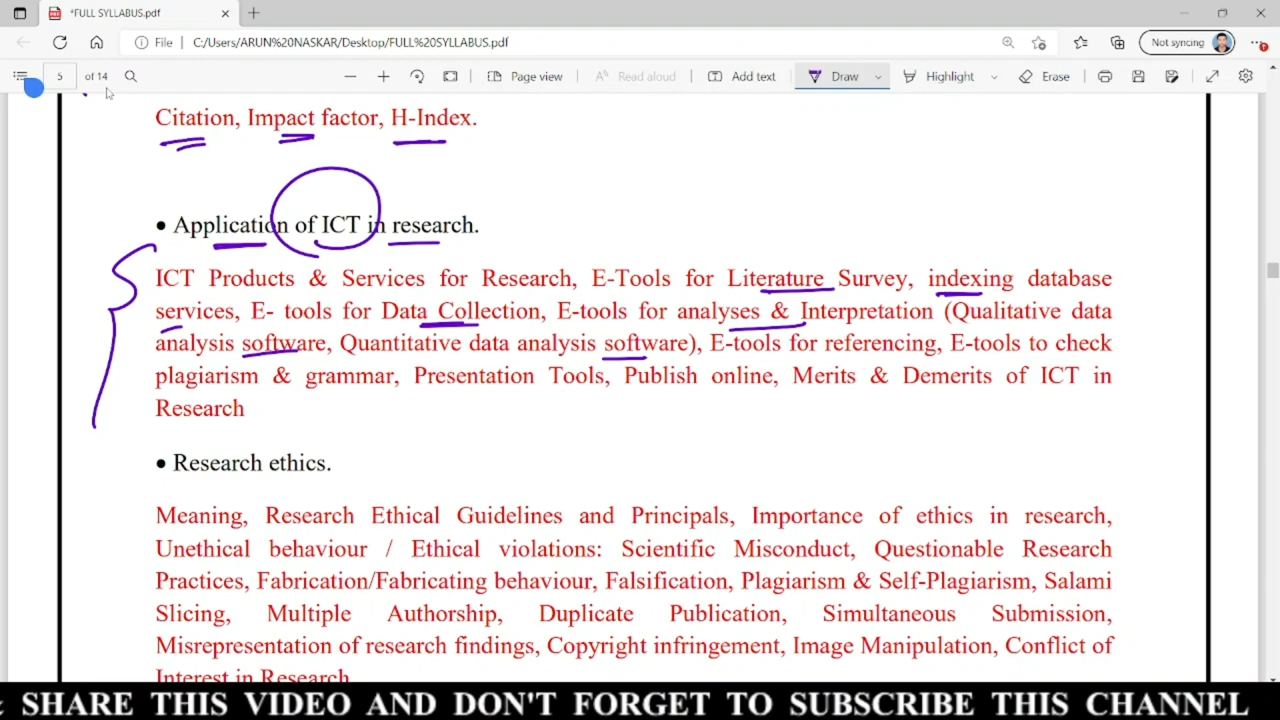 *FULL SYLLABUS.pdf
File C:/Users/ARUN%20NASKAR/Desktop/FULL%20SYLLABUS.pdf Not syncing
5 of 14 Page view Read aloud Add text Draw Highlight Erase
Citation, Impact factor, H-Index.
• Application of ICT in research.
ICT Products & Services for Research, E-Tools for Literature Survey, indexing database
services, E- tools for Data Collection, E-tools for analyses & Interpretation (Qualitative data
analysis software, Quantitative data analysis software), E-tools for referencing, E-tools to check
plagiarism & grammar, Presentation Tools, Publish online, Merits & Demerits of ICT in
Research
• Research ethics.
Meaning, Research Ethical Guidelines and Principals, Importance of ethics in research,
Unethical behaviour / Ethical violations: Scientific Misconduct, Questionable Research
Practices, Fabrication/Fabricating behaviour, Falsification, Plagiarism & Self-Plagiarism, Salami
Slicing, Multiple Authorship, Duplicate Publication, Simultaneous Submission,
Misrepresentation of research findings, Copyright infringement, Image Manipulation, Conflict of
Interest in Research
& SHARE THIS VIDEO AND DON'T FORGET TO SUBSCRIBE THIS CHANNEL